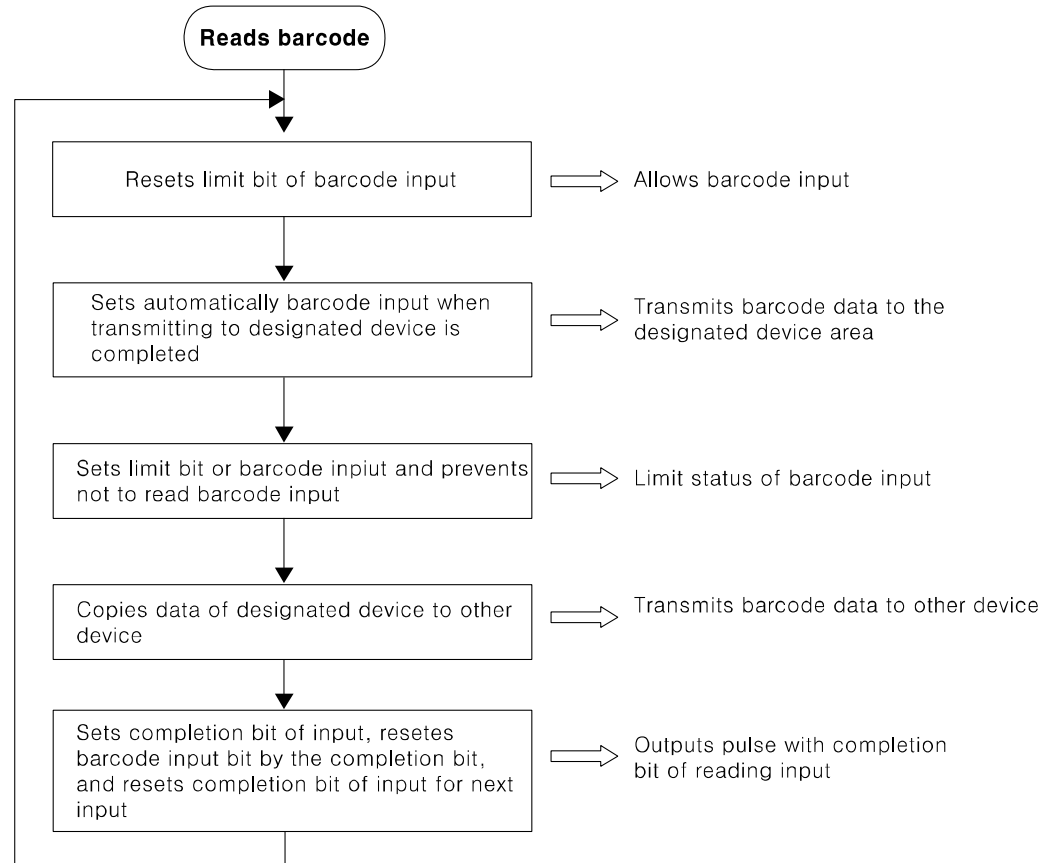 Reads barcode
Resets limit bit of barcode input
Allows barcode input
Sets automatically barcode input when
transmitting to designated device is
completed
Transmits barcode data to the
designated device area
Sets limit bit or barcode inpiut and prevents
not to read barcode input
Limit status of barcode input
Copies data of designated device to other
device
Transmits barcode data to other device
Sets completion bit of input, resetes
barcode input bit by the completion bit,
and resets completion bit of input for next
input
Outputs pulse with completion
bit of reading input